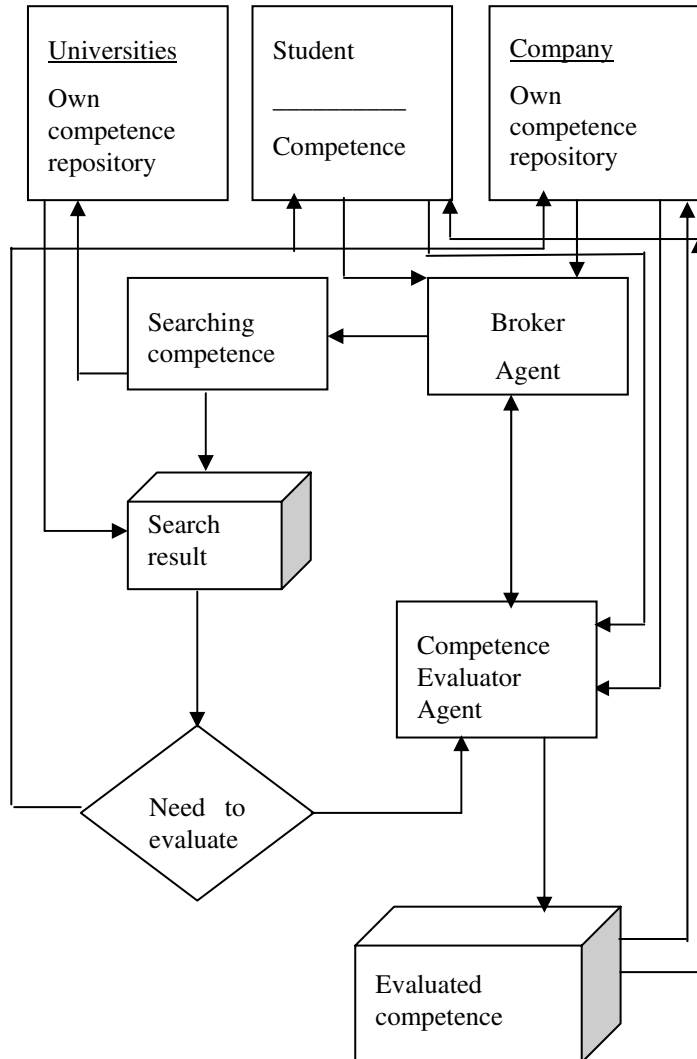 Universities
Own
competence
repository
Student
__________
Competence
Company
Own
competence
repository
Searching
competence
Broker
Agent
Search
result
Competence
Evaluator
Agent
Need to
evaluate
Evaluated
competence